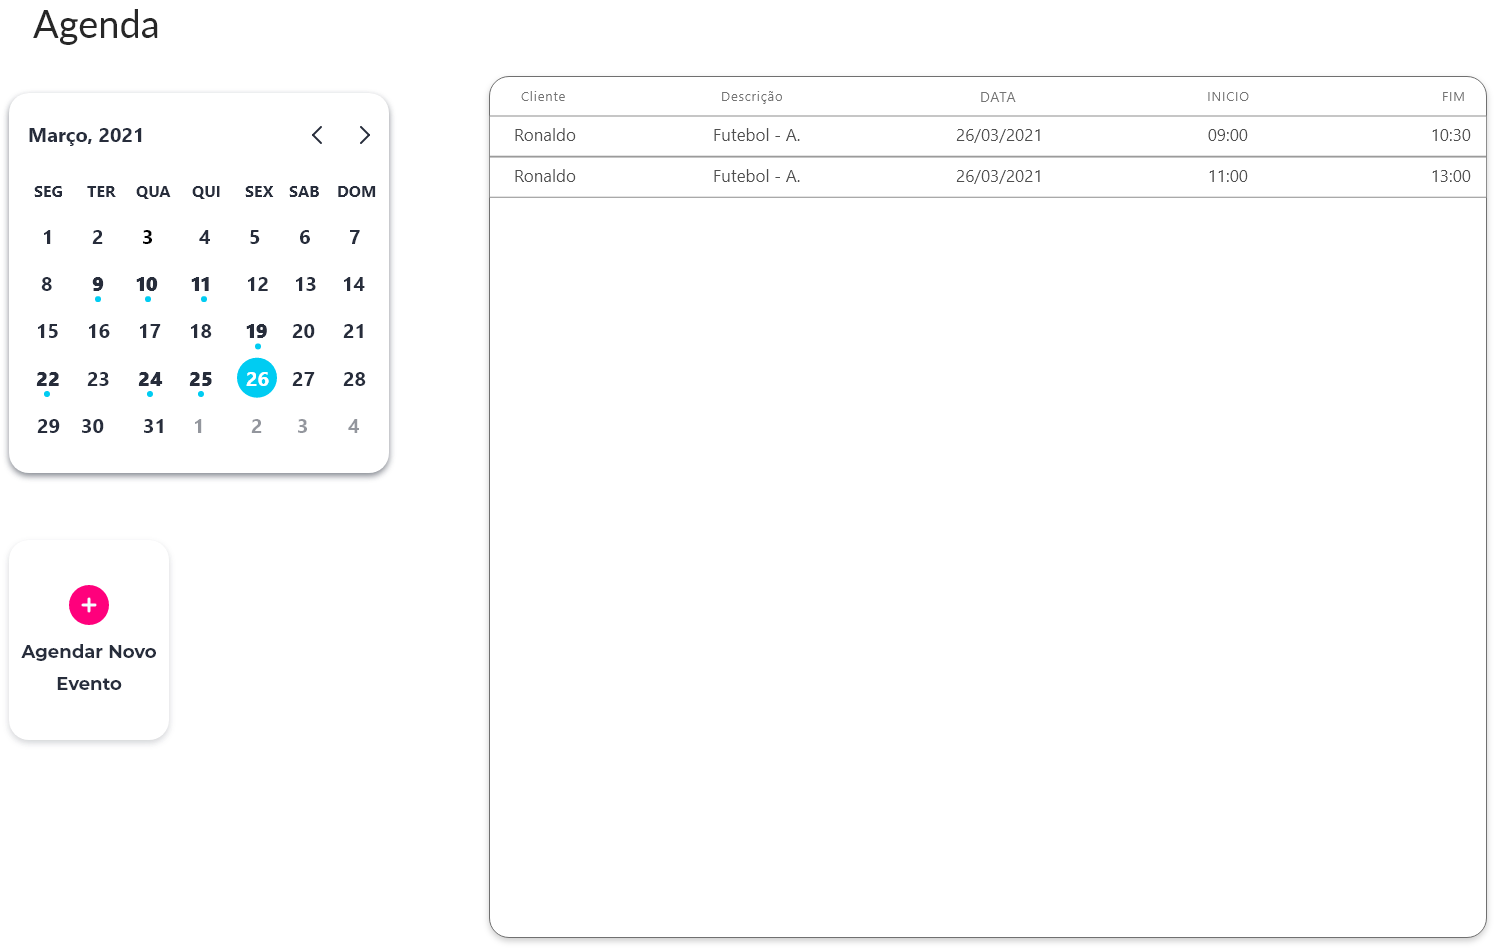 Agenda
Março, 2021
SEG TER QUA QUI SEX SAB DOM
1 2 3 4 5 6 7
8 9 10 11 12 13 14
15 16 17 18 19 20 21
22 23 24 25 26 27 28
29 30 31 1 2 3 4
Agendar Novo
Evento
Cliente Descrição DATA INICIO FIM
Ronaldo Futebol - A. 26/03/2021 09:00 10:30
Ronaldo Futebol - A. 26/03/2021 11:00 13:00